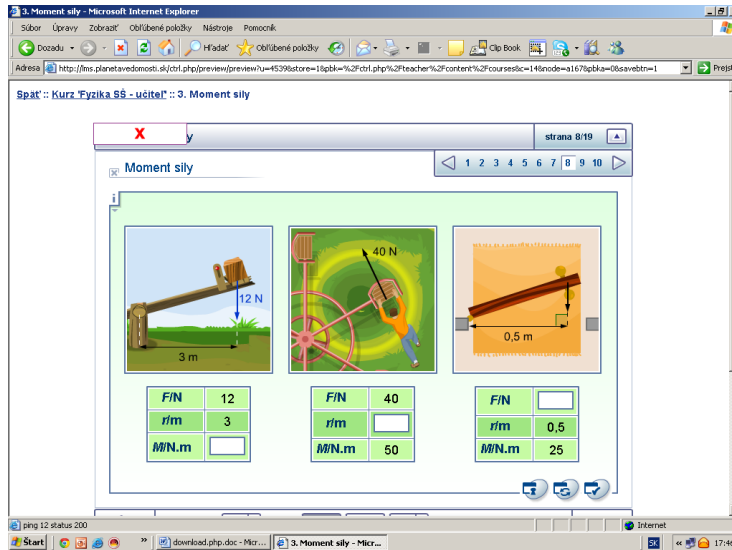 3. Moment sily - Microsoft Internet Explorer
Súbor Úpravy Zobraziť Obľúbené položky Nástroje Pomocník
Dozadu Hľadať Obľúbené položky Clip Book
Adresa http://lms.planetavedomosti.sk/ctrl.php/preview/preview?u=4539&store=1&pbk=%2Fctrl.php%2Fteacher%2Fcontent%2Fcourses&c=14&node=a167&pbka=0&savebtn=1 Prejsť
Späť :: Kurz 'Fyzika SŠ - učiteľ' :: 3. Moment sily
X y strana 8/19
Moment sily 1 2 3 4 5 6 7 8 9 10
i
40 N
12 N
3 m
0,5 m
F/N 12
r/m 3
M/N.m
F/N 40
r/m
M/N.m 50
F/N
r/m 0,5
M/N.m 25
ping 12 status 200 Internet
Štart » download.php.doc - Micr... 3. Moment sily - Micr... SK « 17:46